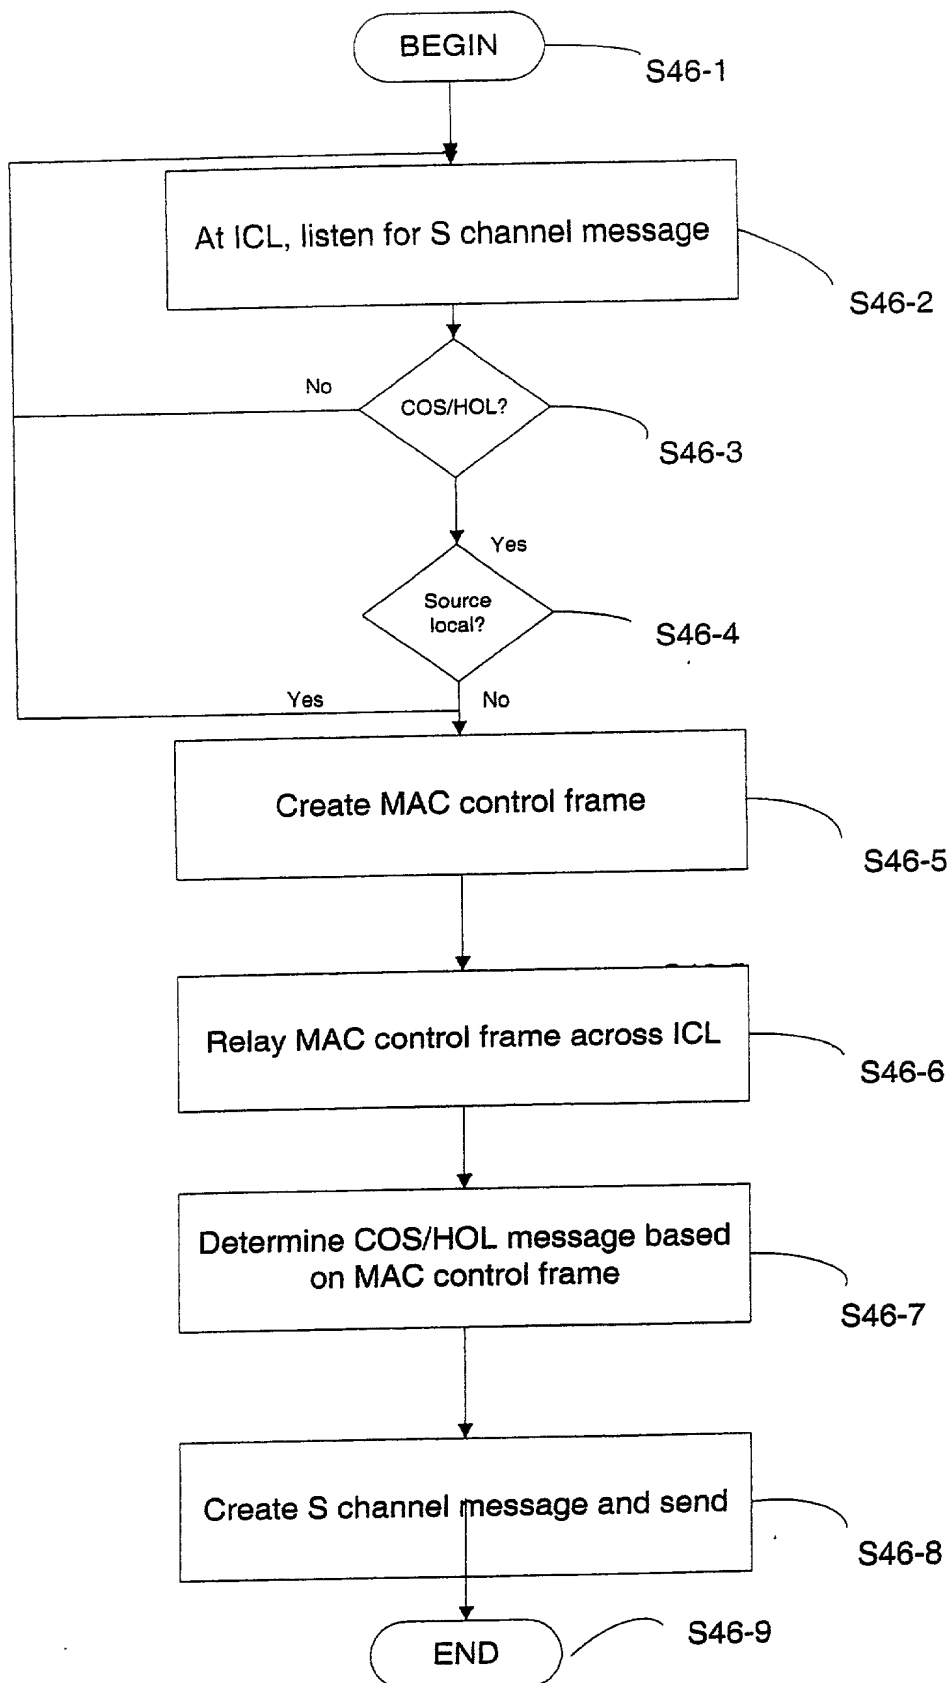 BEGIN
S46-1
At ICL, listen for S channel message
S46-2
No
COS/HOL?
S46-3
Yes
Source
local?
S46-4
Yes
No
Create MAC control frame
S46-5
Relay MAC control frame across ICL
S46-6
Determine COS/HOL message based
on MAC control frame
S46-7
Create S channel message and send
S46-8
END
S46-9